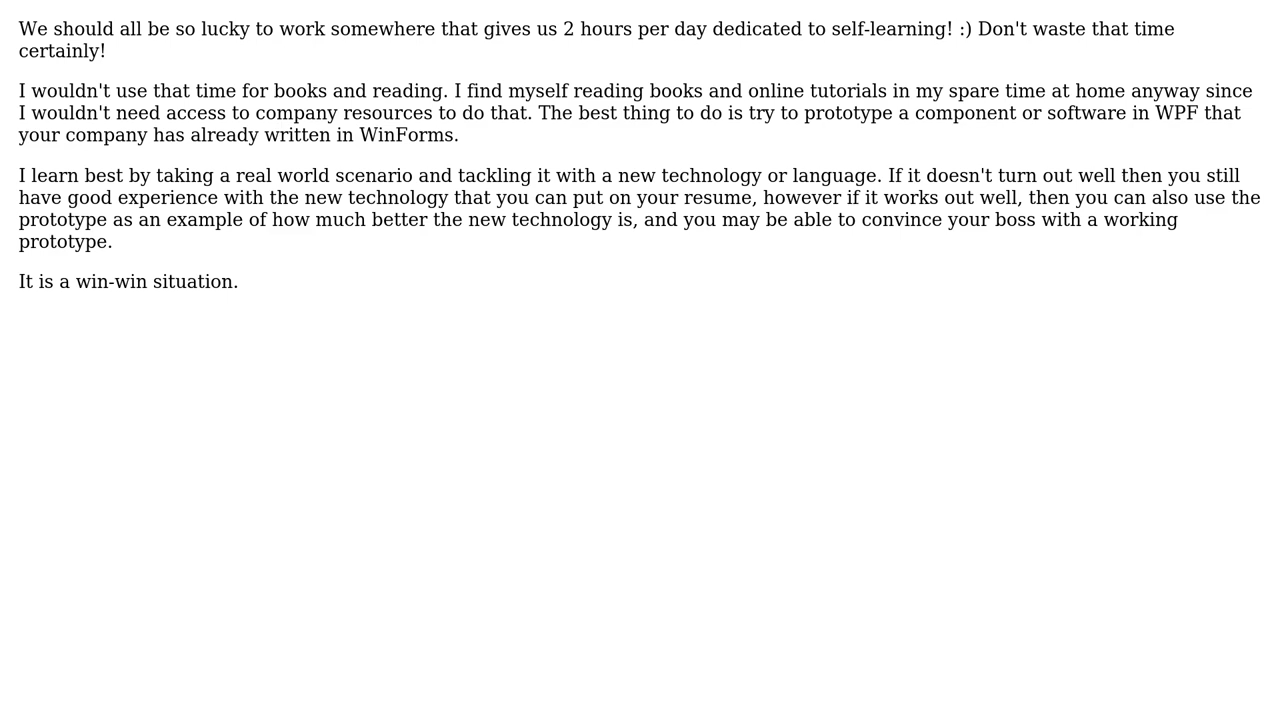 We should all be so lucky to work somewhere that gives us 2 hours per day dedicated to self-learning! :) Don't waste that time
certainly!
I wouldn't use that time for books and reading. I find myself reading books and online tutorials in my spare time at home anyway since
I wouldn't need access to company resources to do that. The best thing to do is try to prototype a component or software in WPF that
your company has already written in WinForms.
I learn best by taking a real world scenario and tackling it with a new technology or language. If it doesn't turn out well then you still
have good experience with the new technology that you can put on your resume, however if it works out well, then you can also use the
prototype as an example of how much better the new technology is, and you may be able to convince your boss with a working
prototype.
It is a win-win situation.